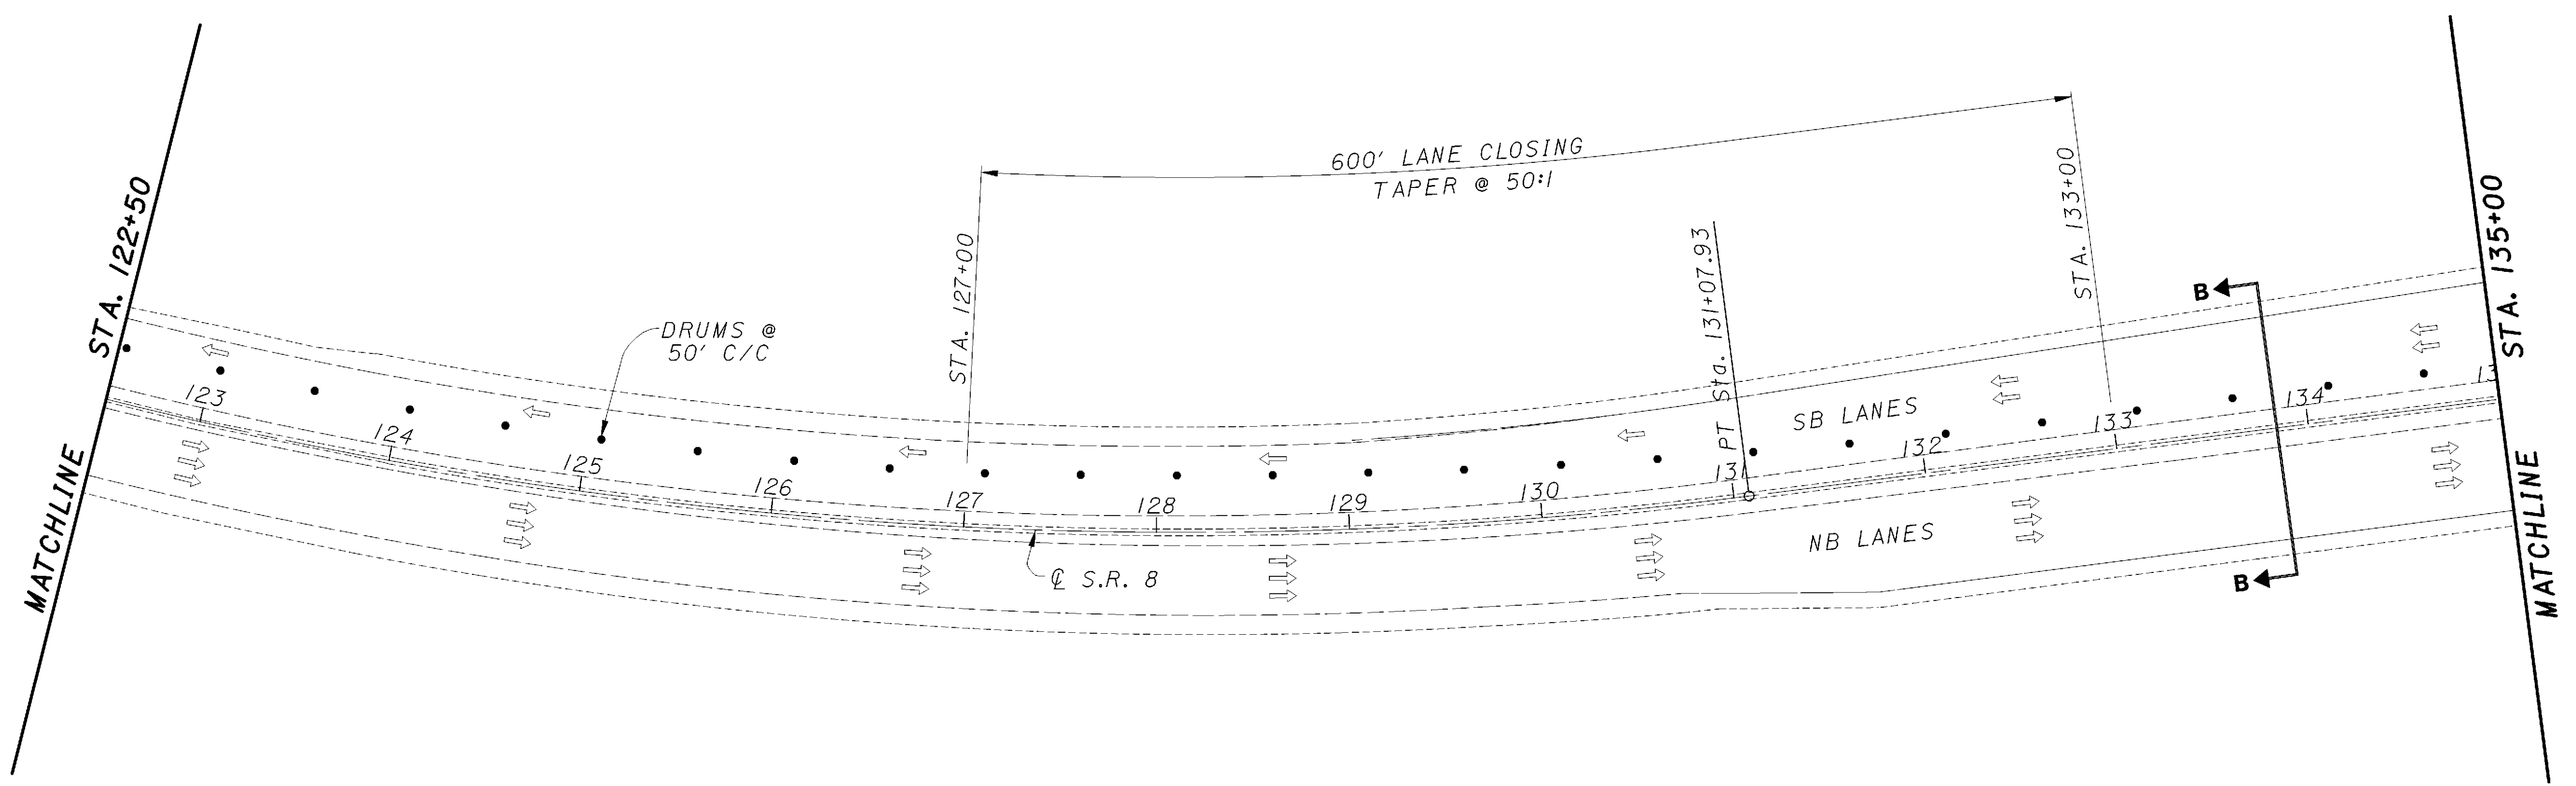 MATCHLINE
STA. 122+50
DRUMS @
50' C/C
STA. 127+00
600' LANE CLOSING
TAPER @ 50:1
PT Sta. 131+07.93
STA. 133+00
B
B
STA. 135+00
MATCHLINE
SB LANES
NB LANES
℄ S.R. 8
123
124
125
126
127
128
129
130
131
132
133
134
13